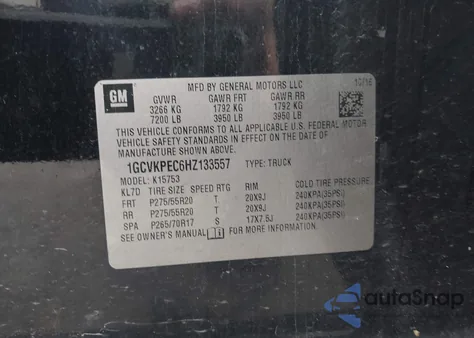 GM
MFD BY GENERAL MOTORS LLC
10/16
GVWR GAWR FRT GAWR RR
3266 KG 1792 KG 1792 KG
7200 LB 3950 LB 3950 LB
THIS VEHICLE CONFORMS TO ALL APPLICABLE U.S. FEDERAL MOTOR
VEHICLE SAFETY STANDARDS IN EFFECT ON THE DATE OF
MANUFACTURE SHOWN ABOVE.
1GCVKPEC6HZ133557 TYPE: TRUCK
MODEL: K15753
KL7D TIRE SIZE SPEED RTG RIM COLD TIRE PRESSURE
FRT P275/55R20 T 20X9J 240KPA(35PSI)
RR P275/55R20 T 20X9J 240KPA(35PSI)
SPA P265/70R17 S 17X7.5J 240KPA(35PSI)
SEE OWNER'S MANUAL FOR MORE INFORMATION.
autoSnap